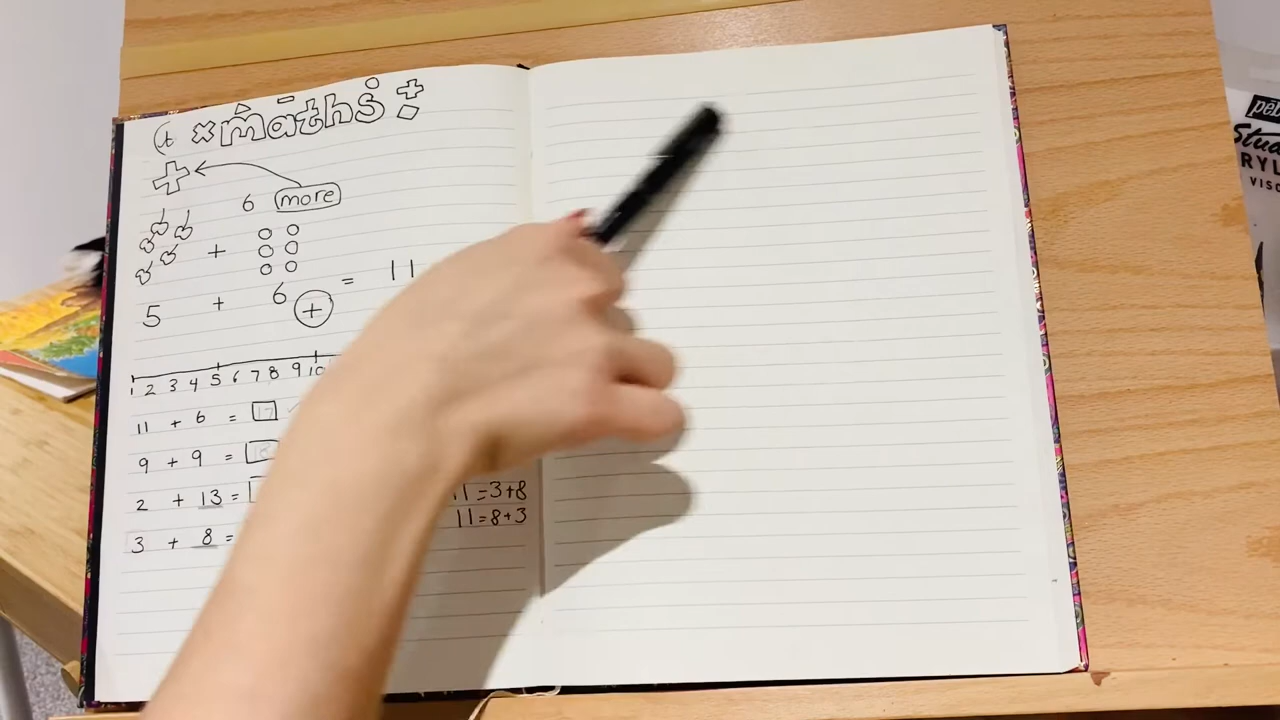 × maths ÷
+
6 more
+
5 + 6 + = 11
1 2 3 4 5 6 7 8 9 10
11 + 6 = 17
9 + 9 = 18
2 + 13 =
3 + 8 =
11 = 3+8
11 = 8+3